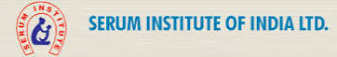 SERUM INSTITUTE
SERUM INSTITUTE OF INDIA LTD.